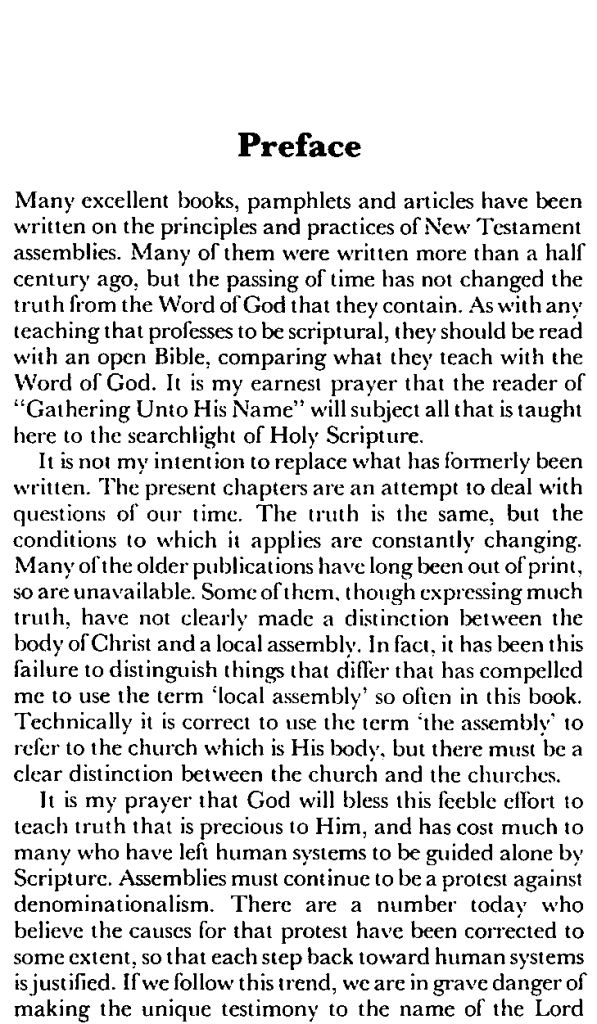 Preface
Many excellent books, pamphlets and articles have been
written on the principles and practices of New Testament
assemblies. Many of them were written more than a half
century ago, but the passing of time has not changed the
truth from the Word of God that they contain. As with any
teaching that professes to be scriptural, they should be read
with an open Bible, comparing what they teach with the
Word of God. It is my earnest prayer that the reader of
"Gathering Unto His Name" will subject all that is taught
here to the searchlight of Holy Scripture.
It is not my intention to replace what has formerly been
written. The present chapters are an attempt to deal with
questions of our time. The truth is the same, but the
conditions to which it applies are constantly changing.
Many of the older publications have long been out of print,
so are unavailable. Some of them, though expressing much
truth, have not clearly made a distinction between the
body of Christ and a local assembly. In fact, it has been this
failure to distinguish things that differ that has compelled
me to use the term 'local assembly' so often in this book.
Technically it is correct to use the term 'the assembly' to
refer to the church which is His body, but there must be a
clear distinction between the church and the churches.
It is my prayer that God will bless this feeble effort to
teach truth that is precious to Him, and has cost much to
many who have left human systems to be guided alone by
Scripture. Assemblies must continue to be a protest against
denominationalism. There are a number today who
believe the causes for that protest have been corrected to
some extent, so that each step back toward human systems
is justified. If we follow this trend, we are in grave danger of
making the unique testimony to the name of the Lord